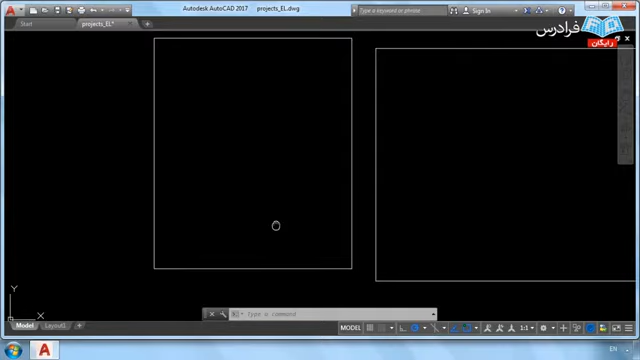 Autodesk AutoCAD 2017 projects_EL.dwg
Type a keyword or phrase
Sign In
Start
projects_EL*
فرادرس
رایگان
Y
X
Type a command
Model
Layout1
MODEL
1:1
EN